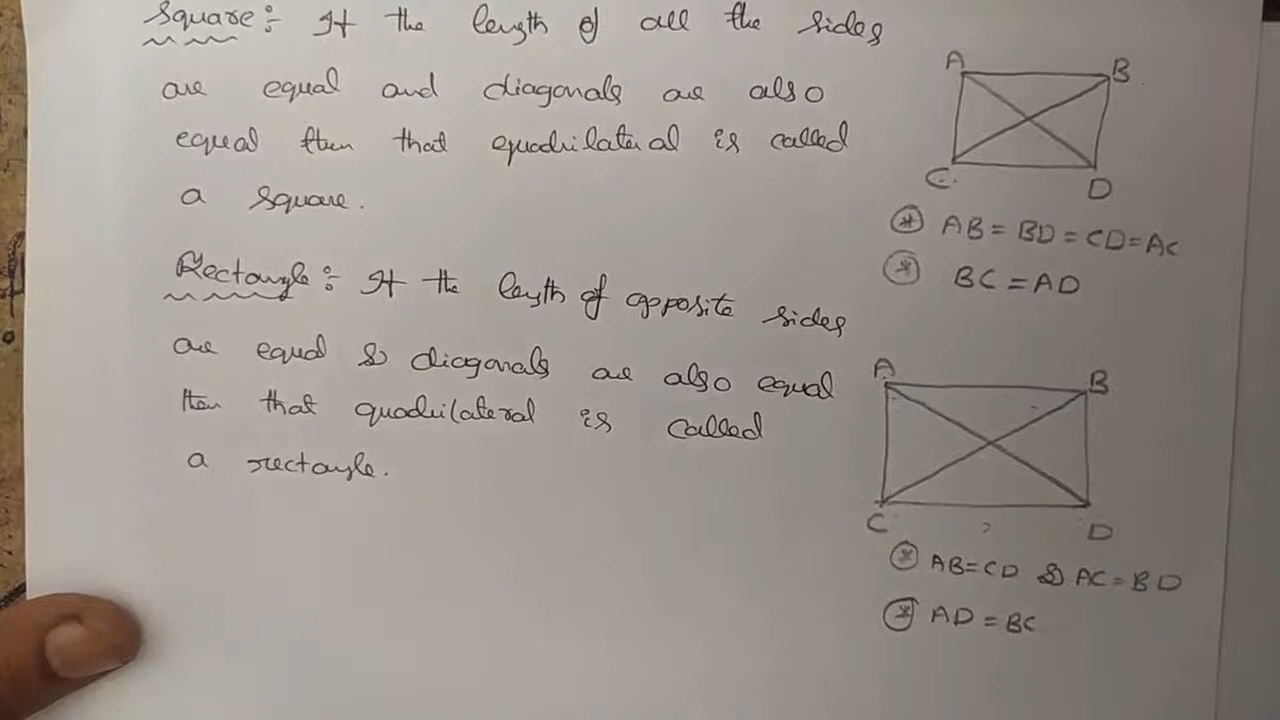 Square :- If the length of all the sides
are equal and diagonals are also
equal then that quadrilateral is called
a square.
A B
C D
* AB = BD = CD = AC
* BC = AD
Rectangle :- If the length of opposite sides
are equal & diagonals are also equal
then that quadrilateral is called
a rectangle.
A B
C D
* AB = CD & AC = BD
* AD = BC